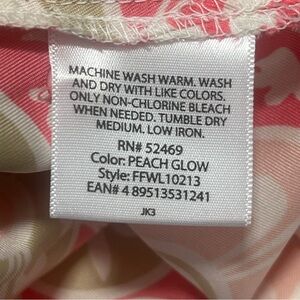 MACHINE WASH WARM. WASH
AND DRY WITH LIKE COLORS.
ONLY NON-CHLORINE BLEACH
WHEN NEEDED. TUMBLE DRY
MEDIUM. LOW IRON.
RN# 52469
Color: PEACH GLOW
Style: FFWL10213
EAN# 4 89513531241
JK3